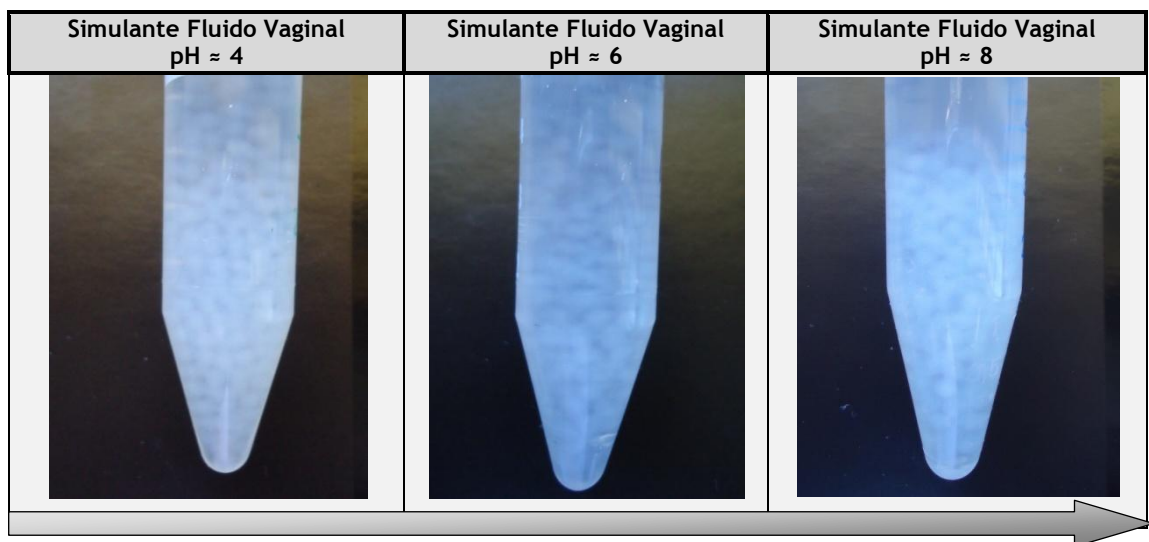 Simulante Fluido Vaginal
pH ≈ 4
Simulante Fluido Vaginal
pH ≈ 6
Simulante Fluido Vaginal
pH ≈ 8